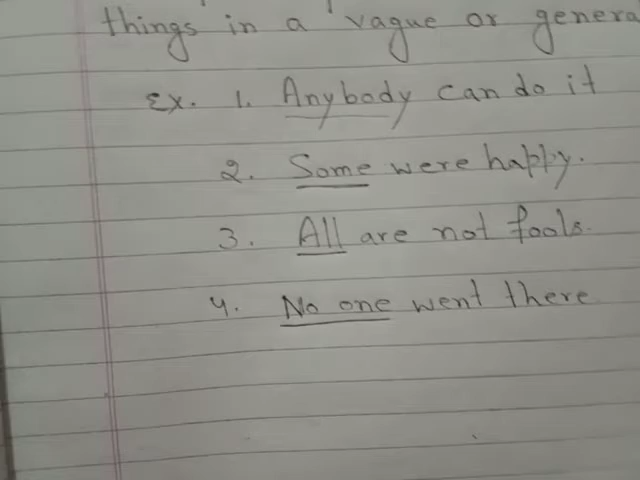 things in a vague or genera
Ex. 1. Anybody can do it
2. Some were happy.
3. All are not fools.
4. No one went there